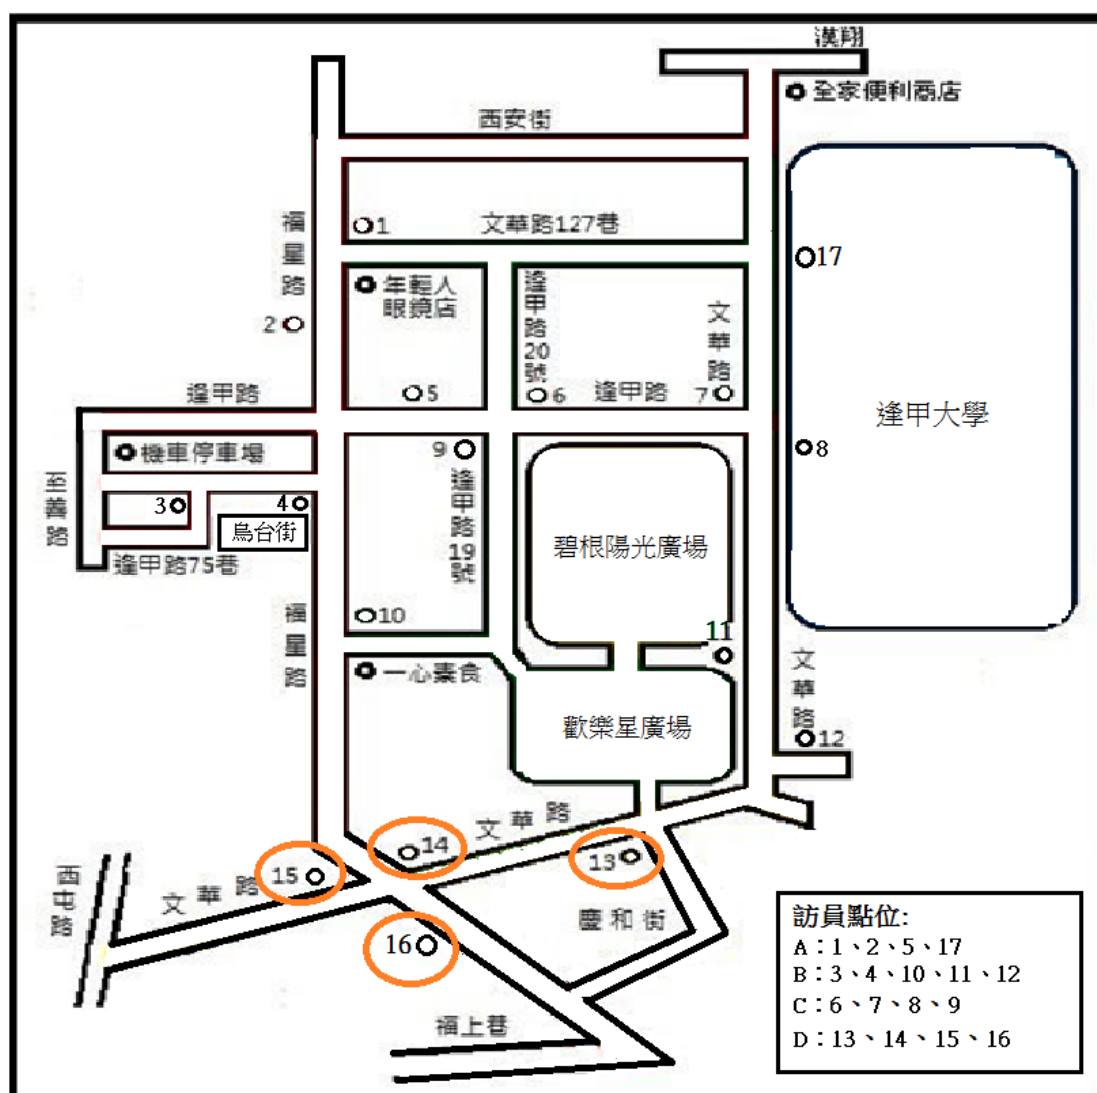 漢翔
全家便利商店
西安街
福星路
1
文華路127巷
17
年輕人
眼鏡店
逢甲路20號
文華路
2
5
6
逢甲路
7
逢甲路
逢甲大學
機車停車場
9
8
至善路
3
4
逢甲路19號
烏台街
碧根陽光廣場
逢甲路75巷
福星路
10
11
一心素食
文華路
歡樂星廣場
12
文華路
14
13
15
西屯路
文華路
慶和街
16
福上巷
訪員點位:
A：1、2、5、17
B：3、4、10、11、12
C：6、7、8、9
D：13、14、15、16